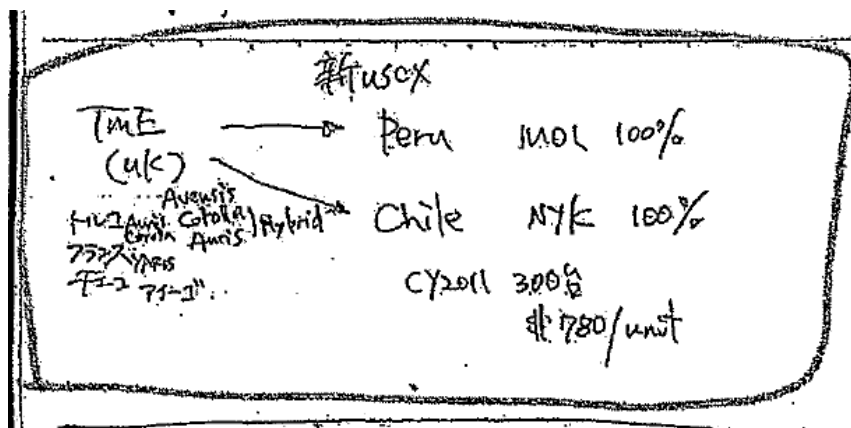 新USCX
TME → Peru MOL 100%
(UK)
Avensis
トルコ Auris Corolla } Hybrid → Chile NYK 100%
Corolla Auris
フランス YARIS
チェコ アイゴ
CY2011 300台
$780/unit